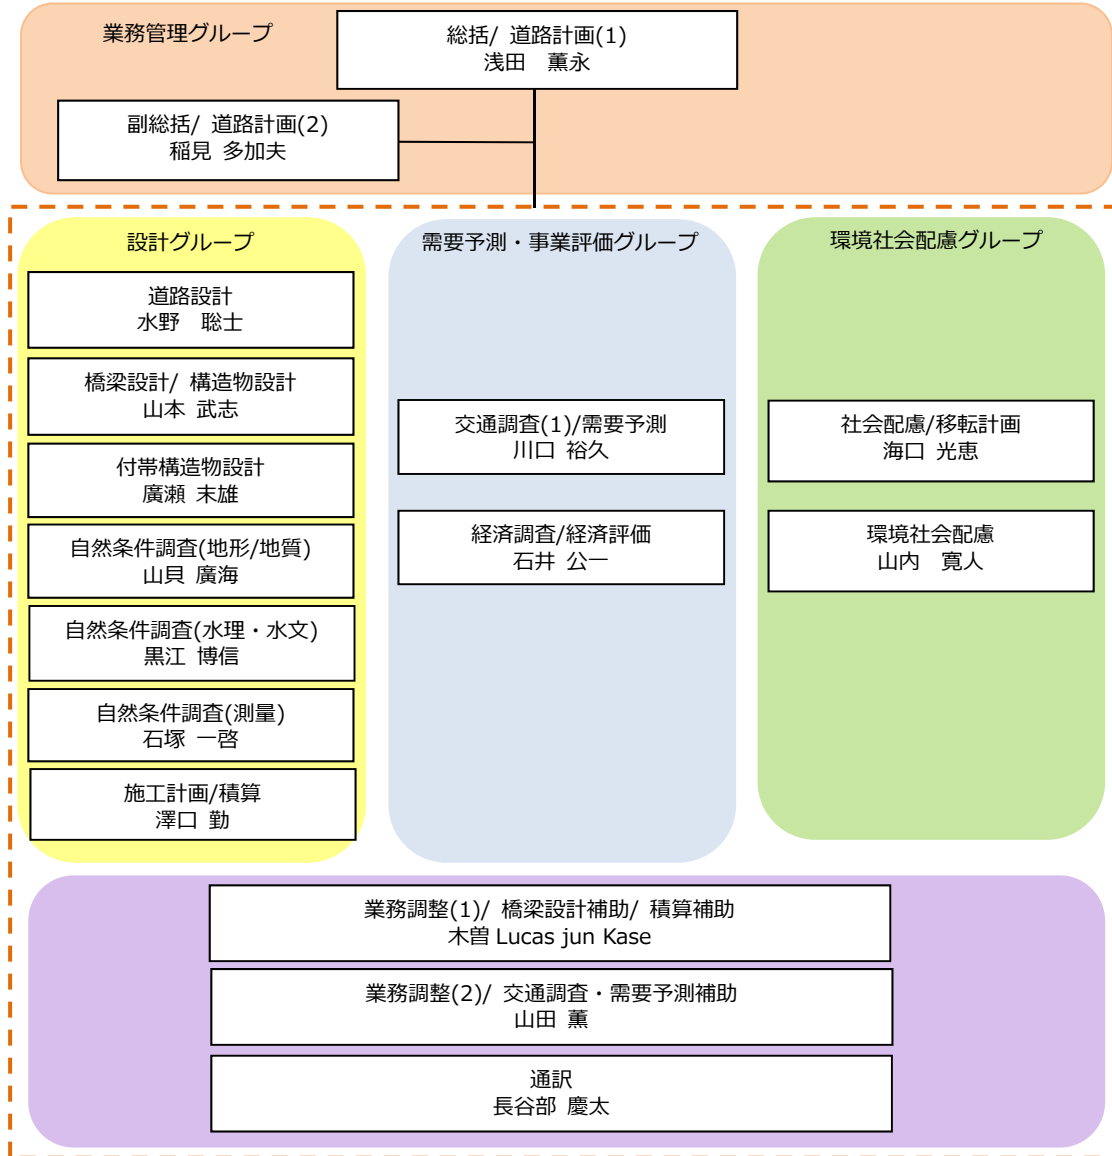 業務管理グループ
総括/ 道路計画(1)
浅田　薫永
副総括/ 道路計画(2)
稲見 多加夫
設計グループ
道路設計
水野　聡士
橋梁設計/ 構造物設計
山本 武志
付帯構造物設計
廣瀬 末雄
自然条件調査(地形/地質)
山貝 廣海
自然条件調査(水理・水文)
黒江 博信
自然条件調査(測量)
石塚 一啓
施工計画/積算
澤口 勤
需要予測・事業評価グループ
交通調査(1)/需要予測
川口 裕久
経済調査/経済評価
石井 公一
環境社会配慮グループ
社会配慮/移転計画
海口 光恵
環境社会配慮
山内　寛人
業務調整(1)/ 橋梁設計補助/ 積算補助
木曽 Lucas jun Kase
業務調整(2)/ 交通調査・需要予測補助
山田 薫
通訳
長谷部 慶太